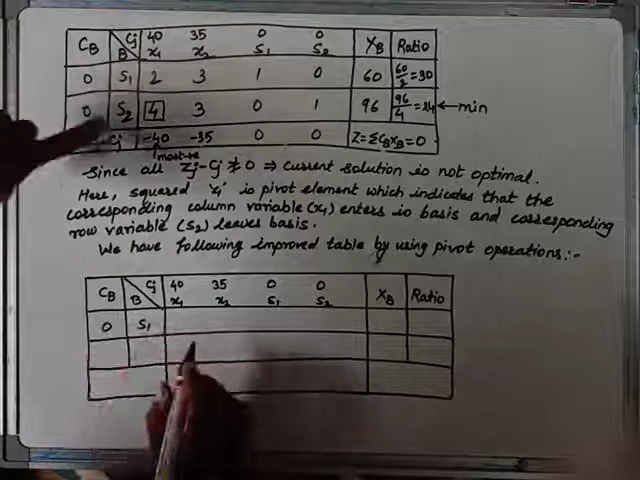 CB B Cj 40 x₁ 35 x₂ 0 S₁ 0 S₂ XB Ratio
0 S₁ 2 3 1 0 60 60/2=30
0 S₂ 4 3 0 1 96 96/4=24 ← min
Cj -40 -35 0 0 Z=ΣCBXB=0
↑most-ve
Since all Zj-Cj ≱ 0 ⇒ current solution is not optimal.
Here, squared '4' is pivot element which indicates that the
corresponding column variable (x₁) enters in basis and corresponding
row variable (S₂) leaves basis.
We have following improved table by using pivot operations:-
CB B Cj 40 x₁ 35 x₂ 0 S₁ 0 S₂ XB Ratio
0 S₁